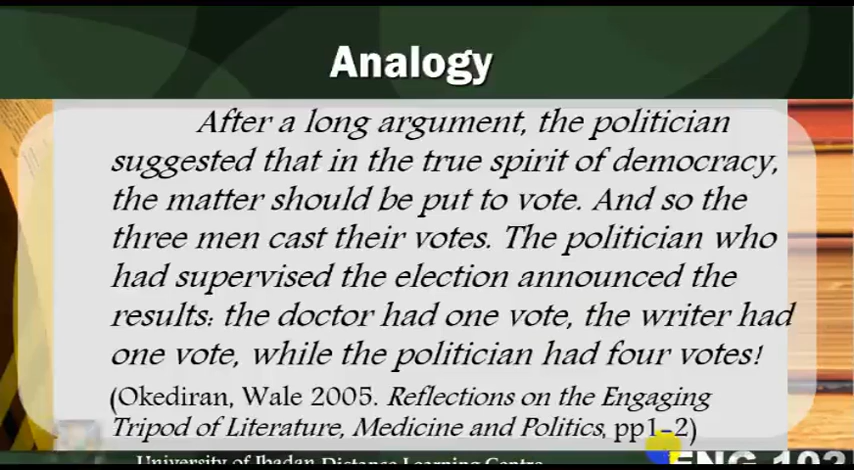 Analogy
After a long argument, the politician
suggested that in the true spirit of democracy,
the matter should be put to vote. And so the
three men cast their votes. The politician who
had supervised the election announced the
results: the doctor had one vote, the writer had
one vote, while the politician had four votes!
(Okediran, Wale 2005. Reflections on the Engaging
Tripod of Literature, Medicine and Politics, pp1-2)
University of Ibadan Distance Learning Centre
ENG 103